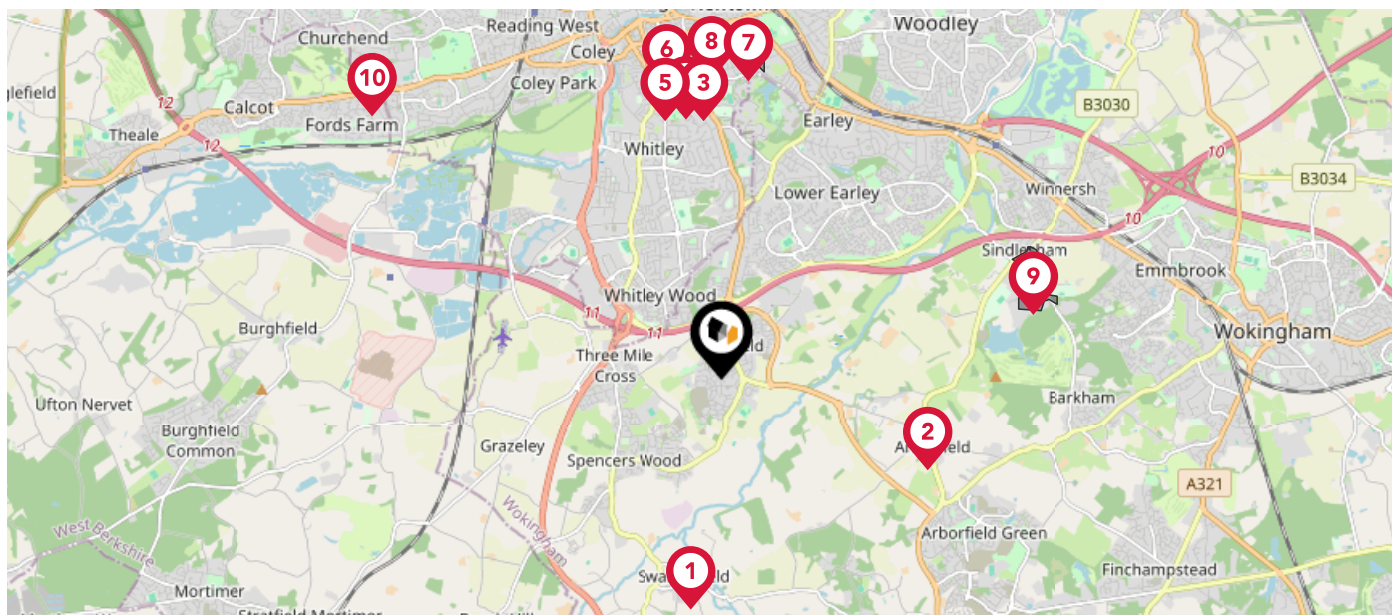 Reading West
Woodley
Churchend
Coley
6
8
7
10
Coley Park
5
3
12
B3030
Calcot
Earley
Theale
Fords Farm
12
Whitley
10
Lower Earley
Winnersh
B3034
10
Emmbrook
9
Whitley Wood
11
11
Burghfield
Wokingham
Three Mile
Cross
Barkham
Ufton Nervet
Burghfield
Common
2
Grazeley
Spencers Wood
A321
Wokingham
West Berkshire
Arborfield Green
1
Finchampstead
Mortimer